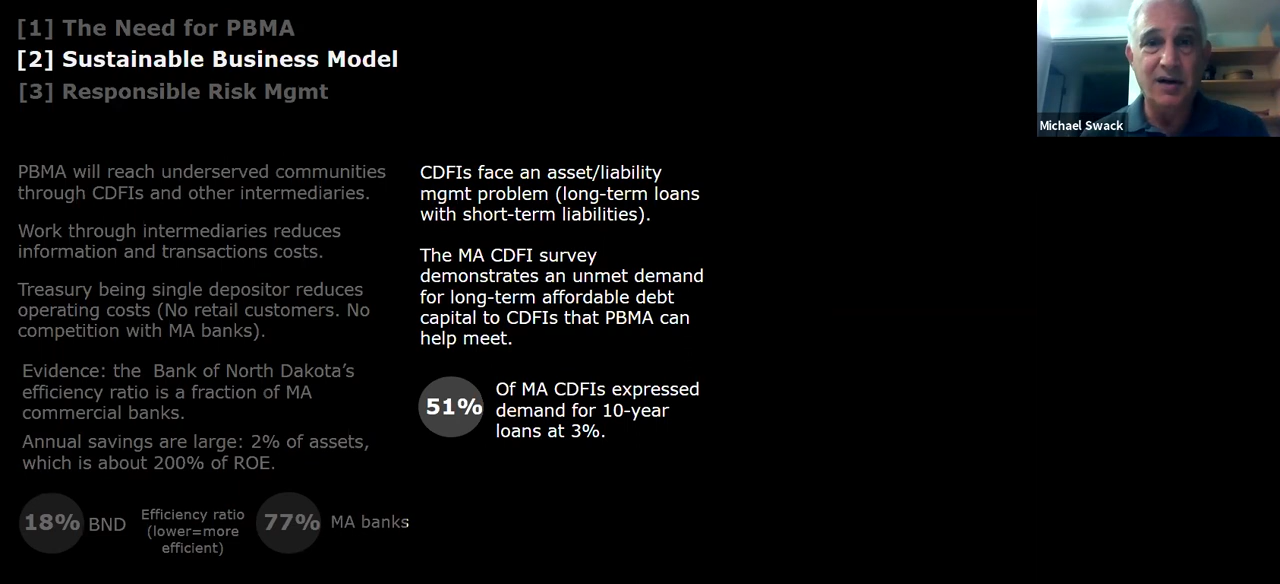 [1] The Need for PBMA
[2] Sustainable Business Model
[3] Responsible Risk Mgmt
Michael Swack
PBMA will reach underserved communities
through CDFIs and other intermediaries.
Work through intermediaries reduces
information and transactions costs.
Treasury being single depositor reduces
operating costs (No retail customers. No
competition with MA banks).
Evidence: the  Bank of North Dakota’s
efficiency ratio is a fraction of MA
commercial banks.
Annual savings are large: 2% of assets,
which is about 200% of ROE.
18% BND
Efficiency ratio
(lower=more
efficient)
77% MA banks
CDFIs face an asset/liability
mgmt problem (long-term loans
with short-term liabilities).
The MA CDFI survey
demonstrates an unmet demand
for long-term affordable debt
capital to CDFIs that PBMA can
help meet.
51%
Of MA CDFIs expressed
demand for 10-year
loans at 3%.